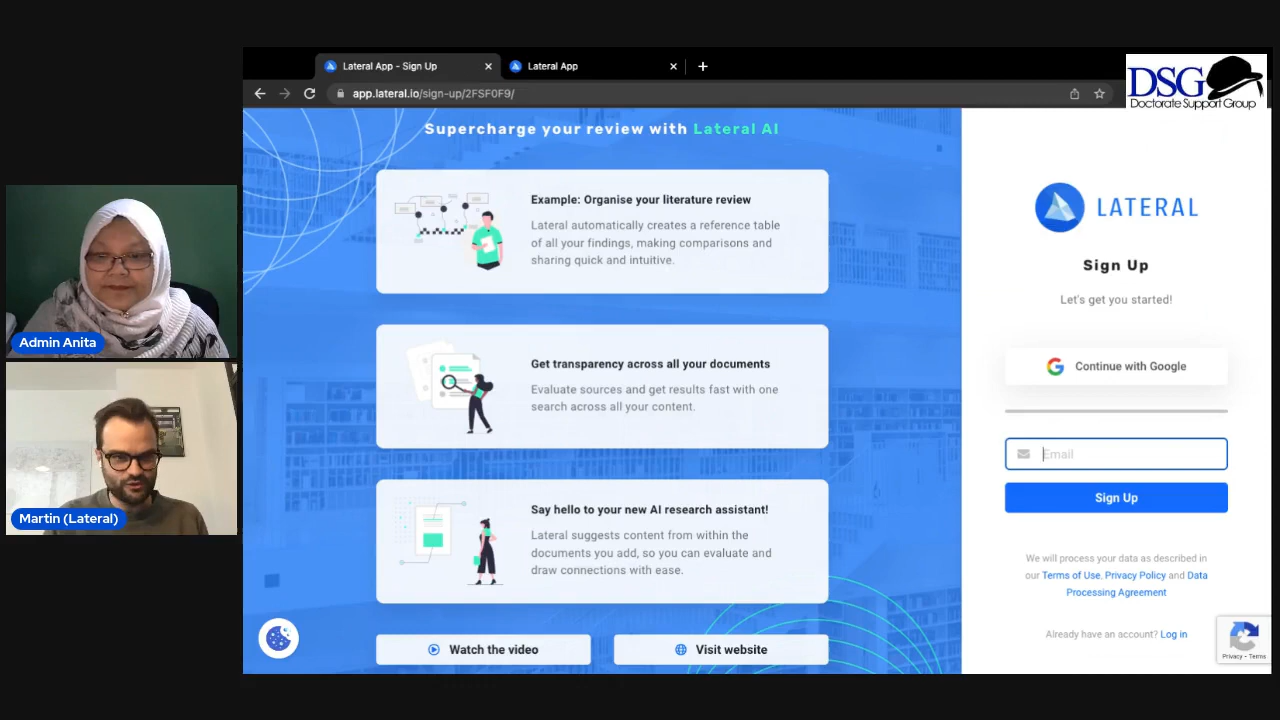 Lateral App - Sign Up
Lateral App
app.lateral.io/sign-up/2FSF0F9/
DSG
Doctorate Support Group
Supercharge your review with Lateral AI
Example: Organise your literature review
Lateral automatically creates a reference table
of all your findings, making comparisons and
sharing quick and intuitive.
Get transparency across all your documents
Evaluate sources and get results fast with one
search across all your content.
Say hello to your new AI research assistant!
Lateral suggests content from within the
documents you add, so you can evaluate and
draw connections with ease.
Watch the video
Visit website
LATERAL
Sign Up
Let's get you started!
Continue with Google
Email
Sign Up
We will process your data as described in
our Terms of Use, Privacy Policy and Data
Processing Agreement
Already have an account? Log in
Privacy - Terms
Admin Anita
Martin (Lateral)